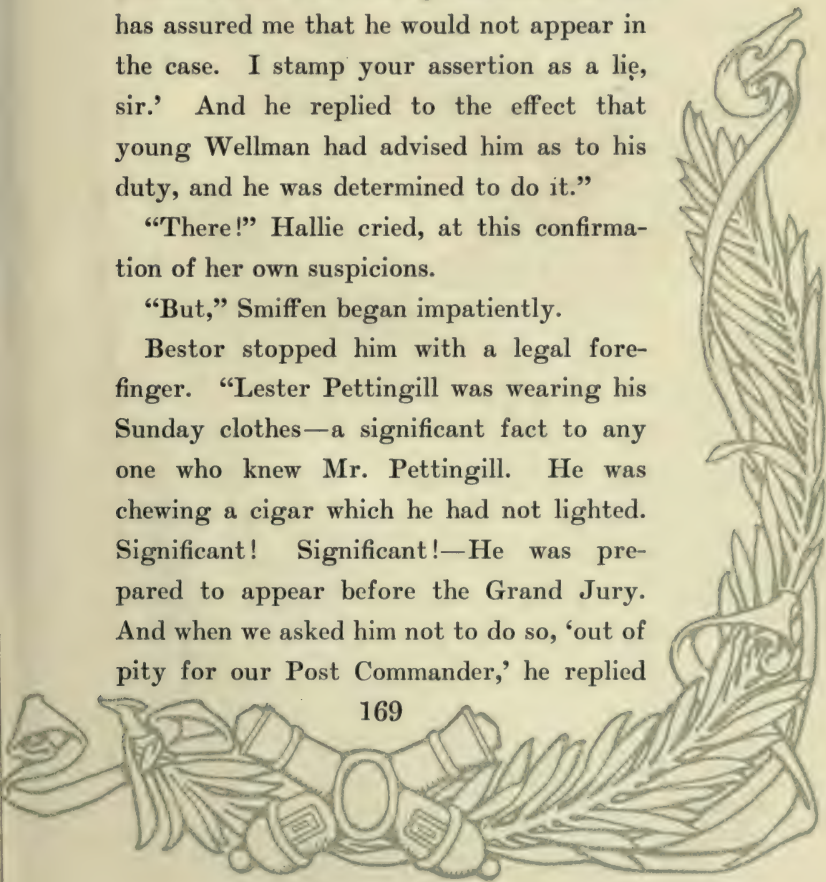 has assured me that he would not appear in
the case. I stamp your assertion as a lie,
sir.’ And he replied to the effect that
young Wellman had advised him as to his
duty, and he was determined to do it.”
“There!” Hallie cried, at this confirma-
tion of her own suspicions.
“But,” Smiffen began impatiently.
Bestor stopped him with a legal fore-
finger. “Lester Pettingill was wearing his
Sunday clothes—a significant fact to any
one who knew Mr. Pettingill. He was
chewing a cigar which he had not lighted.
Significant! Significant!—He was pre-
pared to appear before the Grand Jury.
And when we asked him not to do so, ‘out of
pity for our Post Commander,’ he replied
169